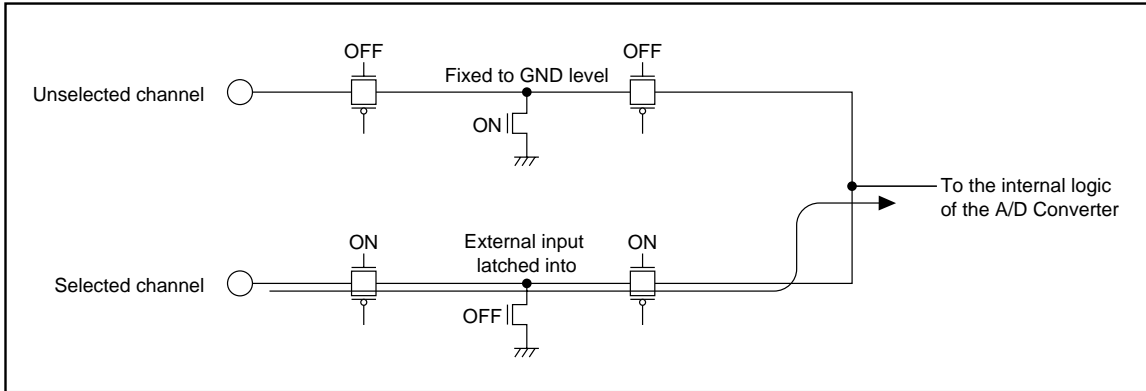 OFF
OFF
Fixed to GND level
Unselected channel
ON
To the internal logic
of the A/D Converter
ON
External input
latched into
ON
Selected channel
OFF